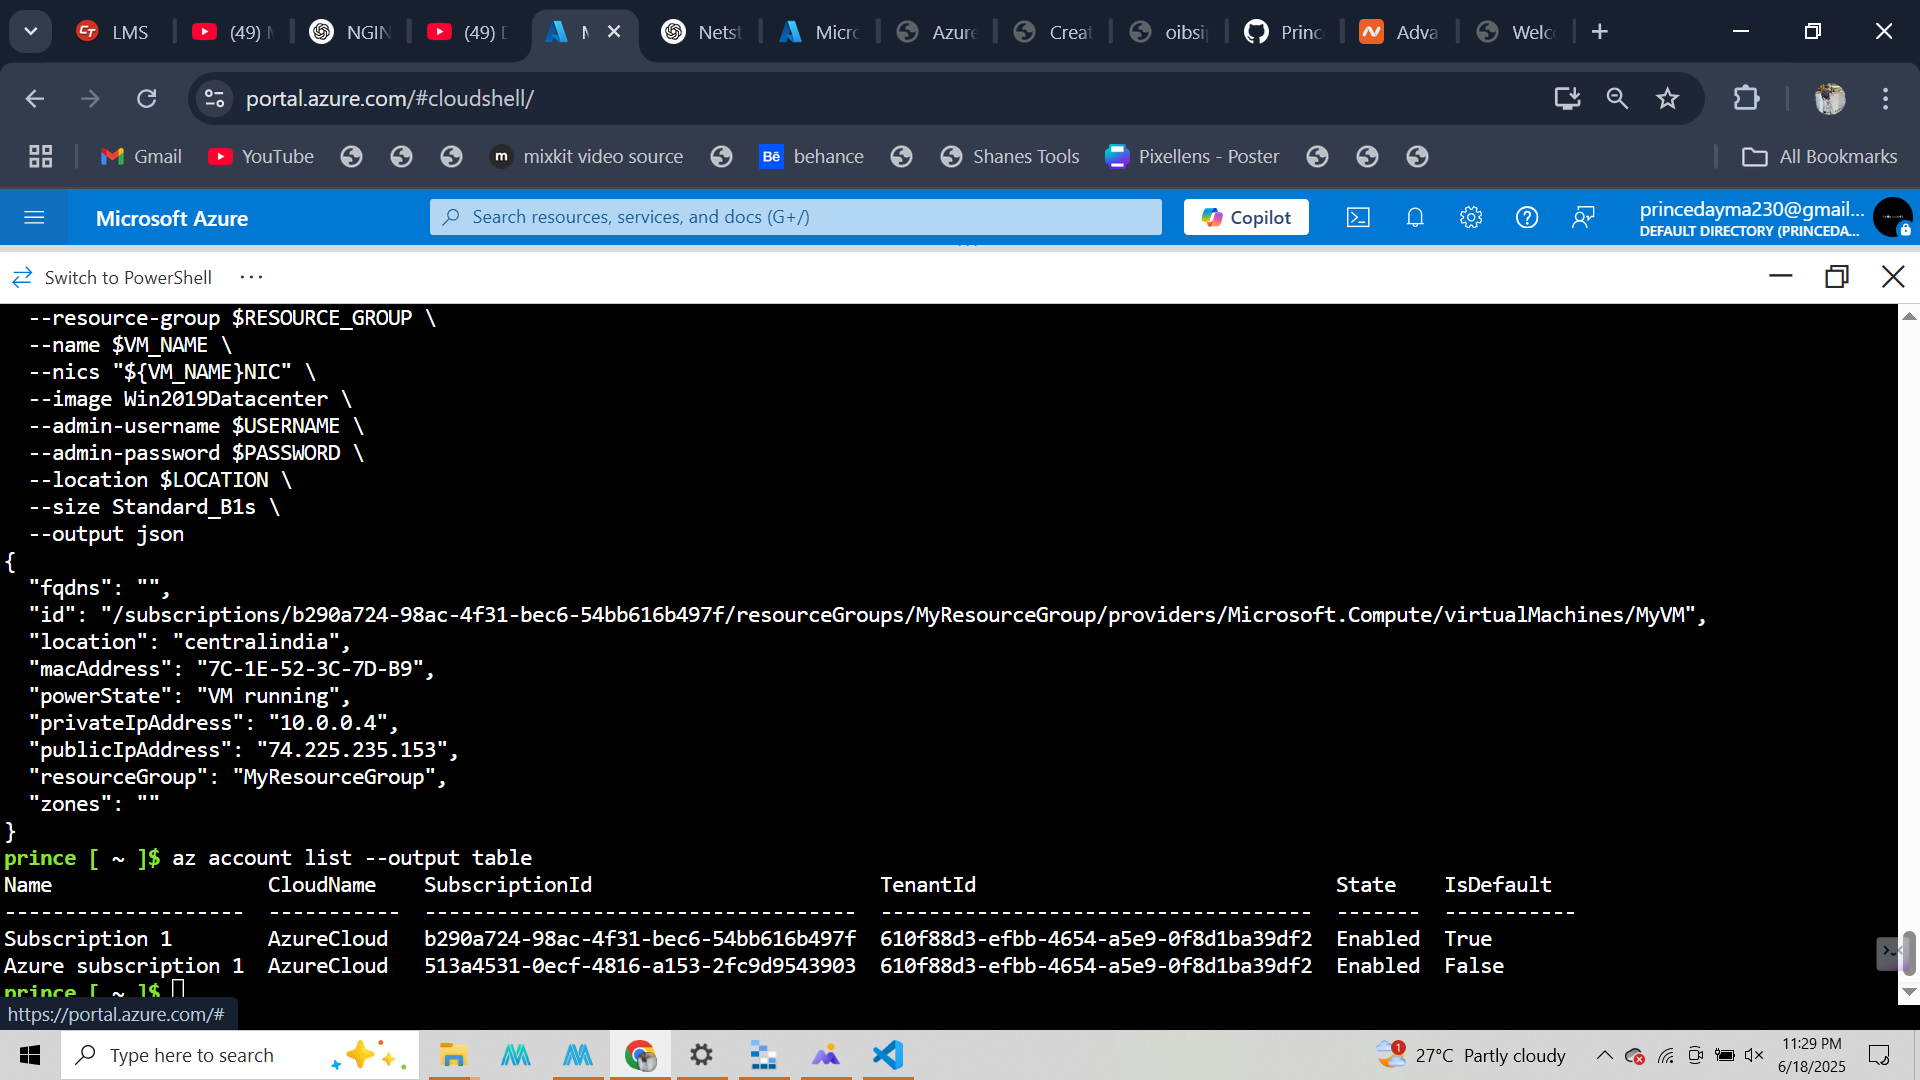 LMS
(49) M
NGIN
(49) D
M
Netst
Micro
Azure
Creat
oibsip
Princ
Adva
Welc
portal.azure.com/#cloudshell/
Gmail
YouTube
m
mixkit video source
Bē
behance
Shanes Tools
Pixellens - Poster
All Bookmarks
Microsoft Azure
Search resources, services, and docs (G+/)
Copilot
princedayma230@gmail...
DEFAULT DIRECTORY (PRINCEDA...
Switch to PowerShell
...
--resource-group $RESOURCE_GROUP \
--name $VM_NAME \
--nics "${VM_NAME}NIC" \
--image Win2019Datacenter \
--admin-username $USERNAME \
--admin-password $PASSWORD \
--location $LOCATION \
--size Standard_B1s \
--output json
{
"fqdns": "",
"id": "/subscriptions/b290a724-98ac-4f31-bec6-54bb616b497f/resourceGroups/MyResourceGroup/providers/Microsoft.Compute/virtualMachines/MyVM",
"location": "centralindia",
"macAddress": "7C-1E-52-3C-7D-B9",
"powerState": "VM running",
"privateIpAddress": "10.0.0.4",
"publicIpAddress": "74.225.235.153",
"resourceGroup": "MyResourceGroup",
"zones": ""
}
prince [ ~ ]$ az account list --output table
Name CloudName SubscriptionId TenantId State IsDefault
-------------------- ----------- ------------------------------------ ------------------------------------ ------- -----------
Subscription 1 AzureCloud b290a724-98ac-4f31-bec6-54bb616b497f 610f88d3-efbb-4654-a5e9-0f8d1ba39df2 Enabled True
Azure subscription 1 AzureCloud 513a4531-0ecf-4816-a153-2fc9d9543903 610f88d3-efbb-4654-a5e9-0f8d1ba39df2 Enabled False
prince [ ~ ]$
https://portal.azure.com/#
Type here to search
1
27°C Partly cloudy
11:29 PM
6/18/2025